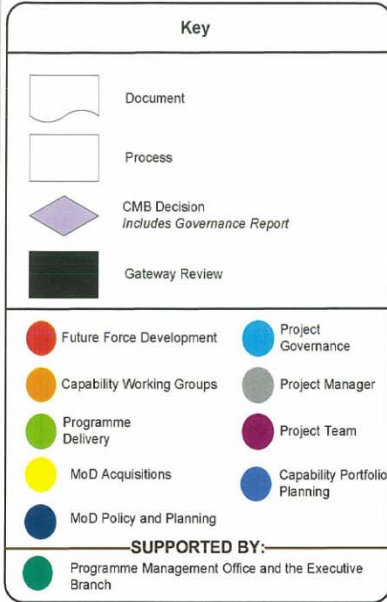 Key
Document
Process
CMB Decision
Includes Governance Report
Gateway Review
Future Force Development
Project
Governance
Capability Working Groups
Project Manager
Programme
Delivery
Project Team
MoD Acquisitions
Capability Portfolio
Planning
MoD Policy and Planning
SUPPORTED BY:
Programme Management Office and the Executive
Branch